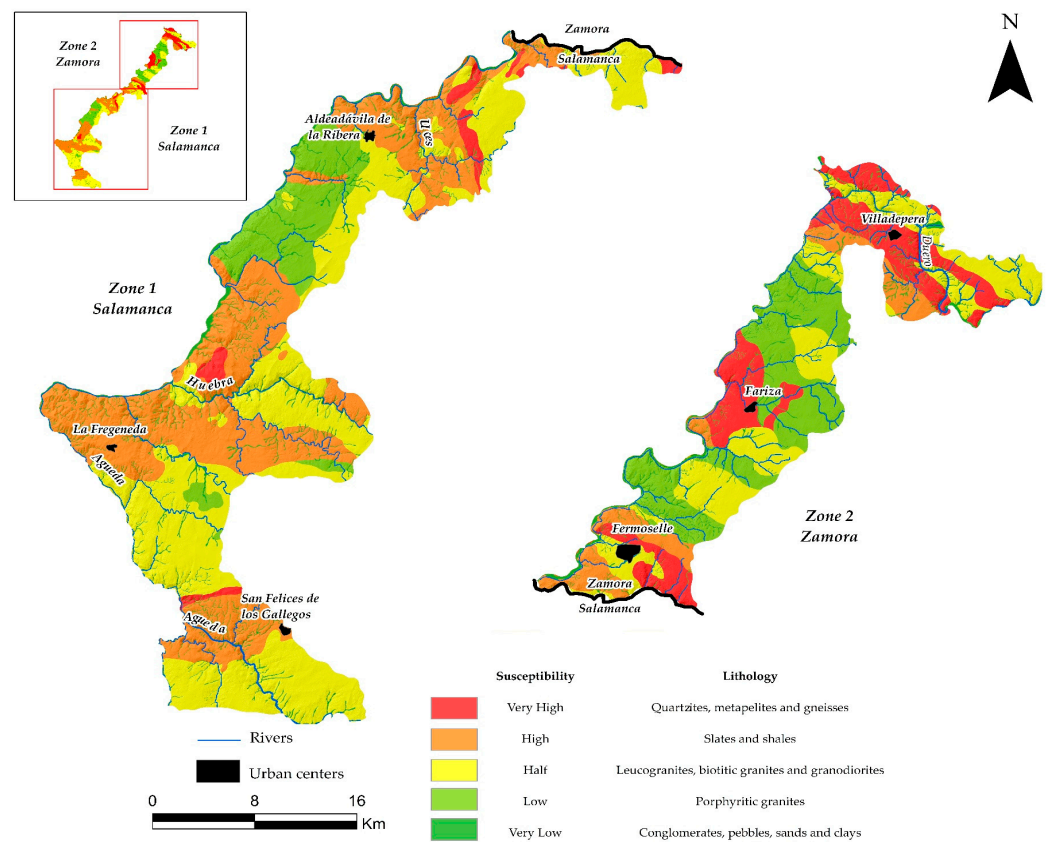 Zone 2
Zamora
Zone 1
Salamanca
Zamora
Salamanca
N
Aldeadávila de
la Ribera
Uces
Villadepera
Duero
Zone 1
Salamanca
Huebra
Fariza
La Fregeneda
Agueda
Zone 2
Zamora
Fermoselle
Zamora
Salamanca
San Felices de
los Gallegos
Agueda
Susceptibility Lithology
Very High Quartzites, metapelites and gneisses
High Slates and shales
Half Leucogranites, biotitic granites and granodiorites
Low Porphyritic granites
Very Low Conglomerates, pebbles, sands and clays
Rivers
Urban centers
0 8 16
Km